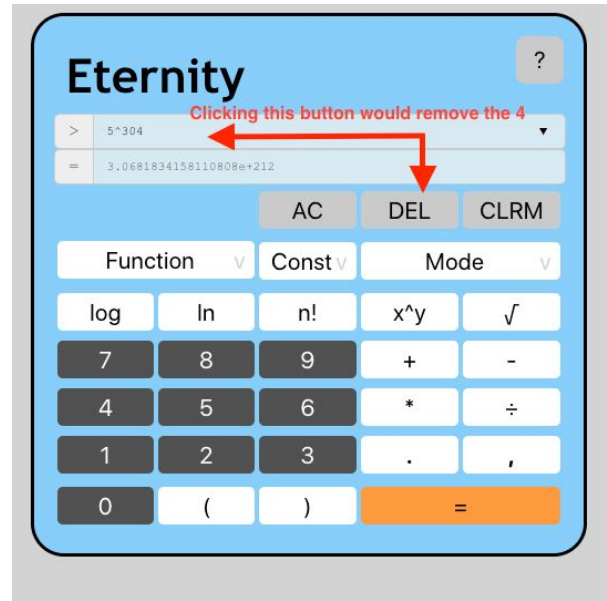 Eternity
?
Clicking this button would remove the 4
> 5^304 ▼
= 3.0681834158110808e+212
AC DEL CLRM
Function v Const v Mode v
log ln n! x^y √
7 8 9 + -
4 5 6 * ÷
1 2 3 . ,
0 ( ) =